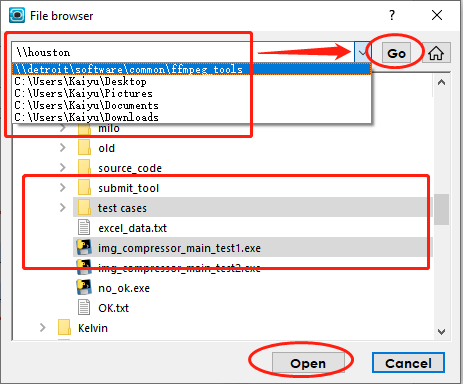 File browser
\\houston
Go
\\detroit\software\common\ffmpeg_tools
C:\Users\Kaiyu\Desktop
C:\Users\Kaiyu\Pictures
C:\Users\Kaiyu\Documents
C:\Users\Kaiyu\Downloads
milo
old
source_code
submit_tool
test cases
excel_data.txt
img_compressor_main_test1.exe
img_compressor_main_test2.exe
no_ok.exe
OK.txt
Kelvin
Open
Cancel